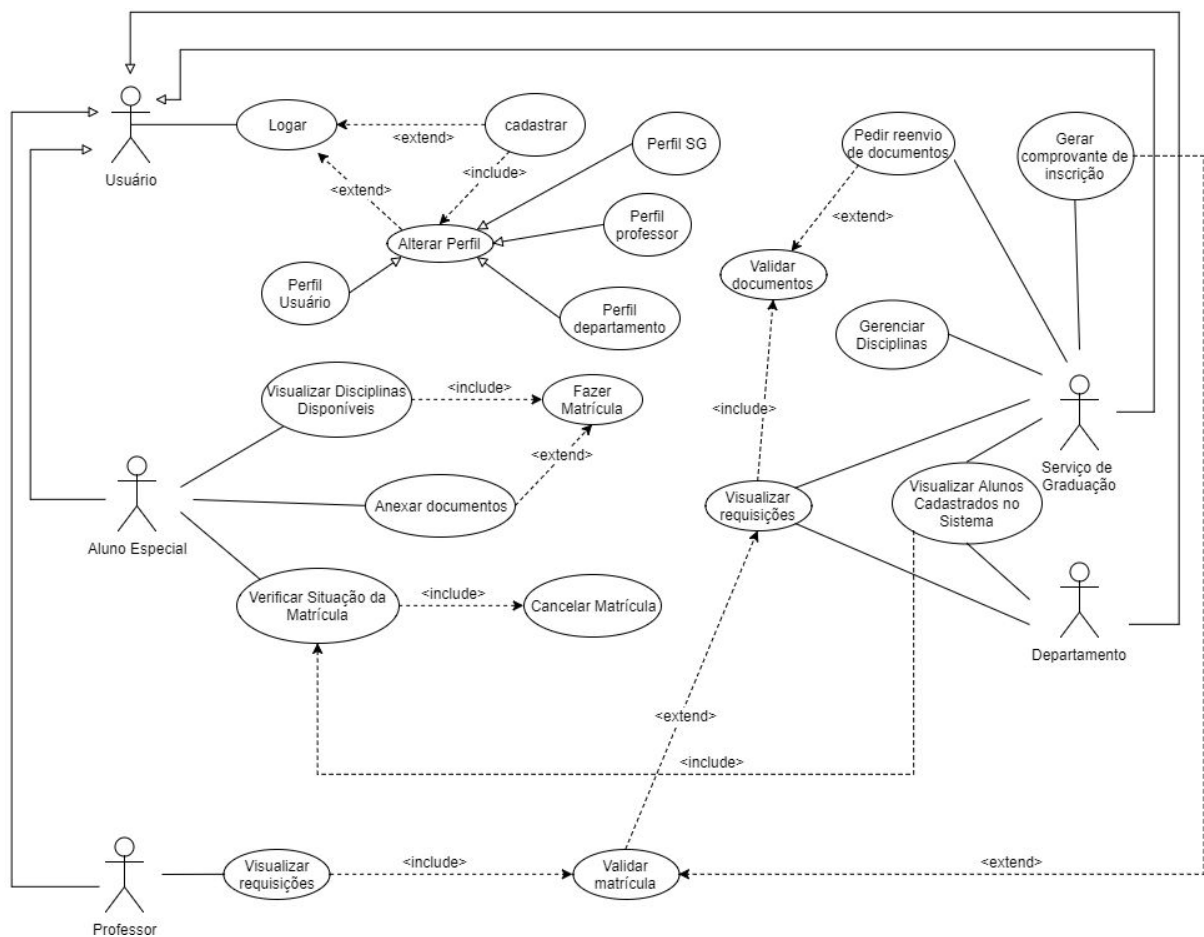 Usuário
Logar
<extend>
cadastrar
<extend>
<include>
Perfil SG
Perfil
professor
Alterar Perfil
Perfil
Usuário
Perfil
departamento
Pedir reenvio
de documentos
Gerar
comprovante de
inscrição
<extend>
Validar
documentos
Gerenciar
Disciplinas
<include>
Visualizar Disciplinas
Disponíveis
<include>
Fazer
Matrícula
<extend>
Anexar documentos
Aluno Especial
Visualizar
requisições
Serviço de
Graduação
Visualizar Alunos
Cadastrados no
Sistema
Verificar Situação da
Matrícula
<include>
Cancelar Matrícula
Departamento
<extend>
<include>
Professor
Visualizar
requisições
<include>
Validar
matrícula
<extend>